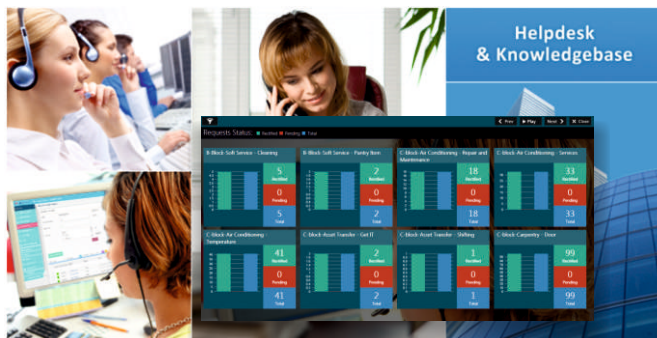 Helpdesk
& Knowledgebase
Prev
Play
Next
Close
Requests Status:
Rectified
Pending
Total
B-Block-Soft Service - Cleaning
5
Rectified
0
Pending
5
Total
B-Block-Soft Service - Pantry Item
2
Rectified
0
Pending
2
Total
C-block-Air Conditioning - Repair and
Maintenance
18
Rectified
0
Pending
18
Total
C-block-Air Conditioning - Services
33
Rectified
0
Pending
33
Total
C-block-Air Conditioning -
Temperature
41
Rectified
0
Pending
41
Total
C-block-Asset Transfer - Get IT
2
Rectified
0
Pending
2
Total
C-block-Asset Transfer - Shifting
1
Rectified
0
Pending
1
Total
C-block-Carpentry - Door
99
Rectified
0
Pending
99
Total